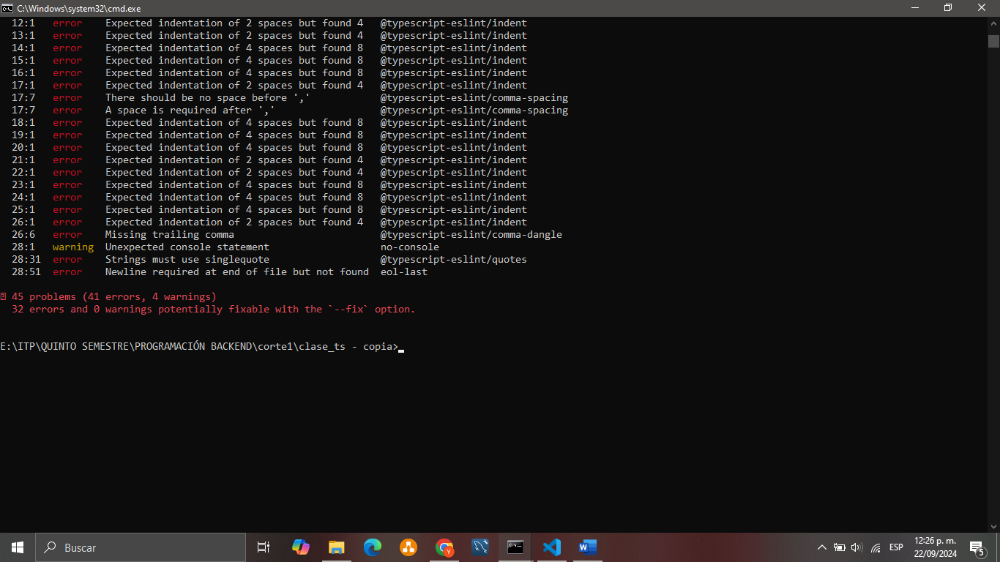 C:\Windows\system32\cmd.exe
12:1 error Expected indentation of 2 spaces but found 4 @typescript-eslint/indent
13:1 error Expected indentation of 2 spaces but found 4 @typescript-eslint/indent
14:1 error Expected indentation of 4 spaces but found 8 @typescript-eslint/indent
15:1 error Expected indentation of 4 spaces but found 8 @typescript-eslint/indent
16:1 error Expected indentation of 4 spaces but found 8 @typescript-eslint/indent
17:1 error Expected indentation of 2 spaces but found 4 @typescript-eslint/indent
17:7 error There should be no space before ',' @typescript-eslint/comma-spacing
17:7 error A space is required after ',' @typescript-eslint/comma-spacing
18:1 error Expected indentation of 4 spaces but found 8 @typescript-eslint/indent
19:1 error Expected indentation of 4 spaces but found 8 @typescript-eslint/indent
20:1 error Expected indentation of 4 spaces but found 8 @typescript-eslint/indent
21:1 error Expected indentation of 2 spaces but found 4 @typescript-eslint/indent
22:1 error Expected indentation of 2 spaces but found 4 @typescript-eslint/indent
23:1 error Expected indentation of 4 spaces but found 8 @typescript-eslint/indent
24:1 error Expected indentation of 4 spaces but found 8 @typescript-eslint/indent
25:1 error Expected indentation of 4 spaces but found 8 @typescript-eslint/indent
26:1 error Expected indentation of 2 spaces but found 4 @typescript-eslint/indent
26:6 error Missing trailing comma @typescript-eslint/comma-dangle
28:1 warning Unexpected console statement no-console
28:31 error Strings must use singlequote @typescript-eslint/quotes
28:51 error Newline required at end of file but not found eol-last
45 problems (41 errors, 4 warnings)
32 errors and 0 warnings potentially fixable with the `--fix` option.
E:\ITP\QUINTO SEMESTRE\PROGRAMACIÓN BACKEND\corte1\clase_ts - copia>
Buscar
ESP
12:26 p. m.
22/09/2024
5